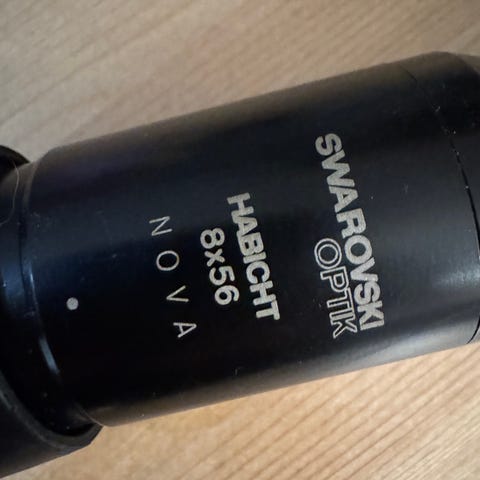 SWAROVSKI
OPTIK
HABICHT
8x56
NOVA